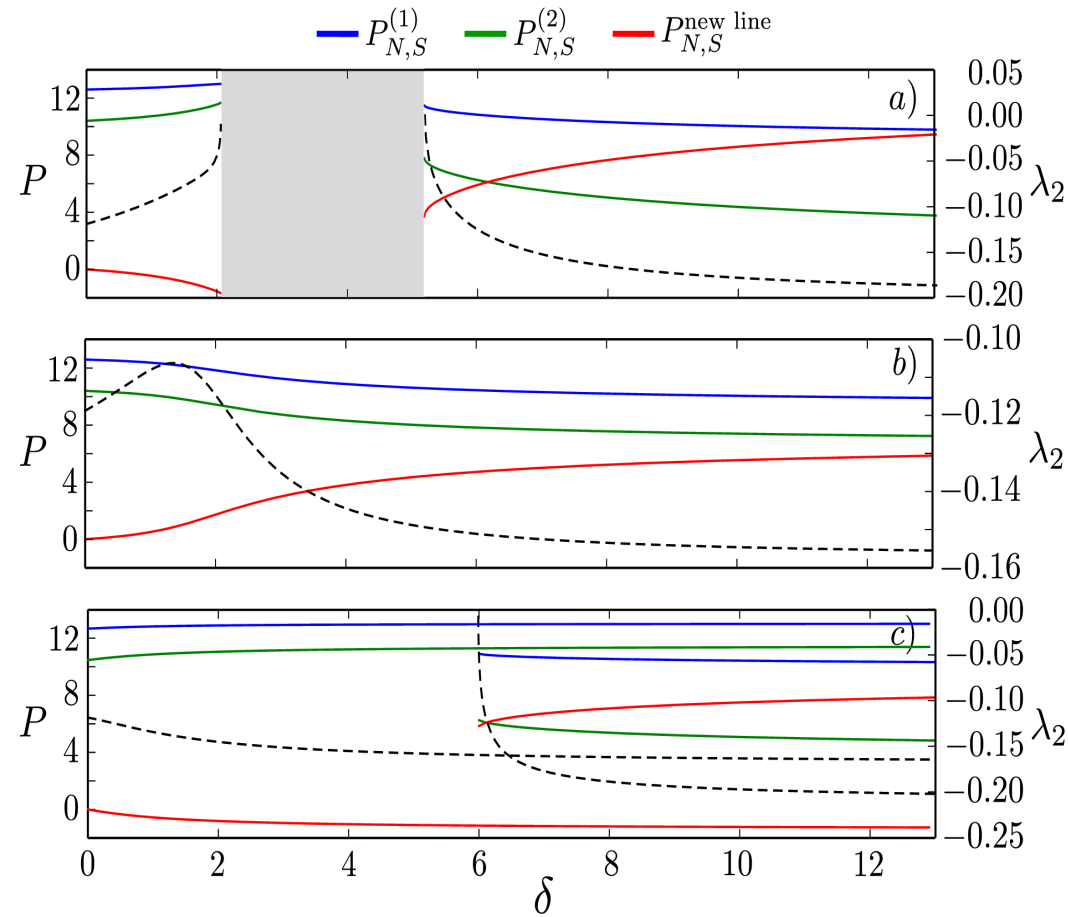 P_{N,S}^{(1)} P_{N,S}^{(2)} P_{N,S}^{new line}
a)
P
12
8
4
0
0.05
0.00
−0.05
−0.10
−0.15
−0.20
λ₂
b)
P
12
8
4
0
−0.10
−0.12
−0.14
−0.16
λ₂
c)
P
12
8
4
0
0.00
−0.05
−0.10
−0.15
−0.20
−0.25
λ₂
0 2 4 6 8 10 12
δ